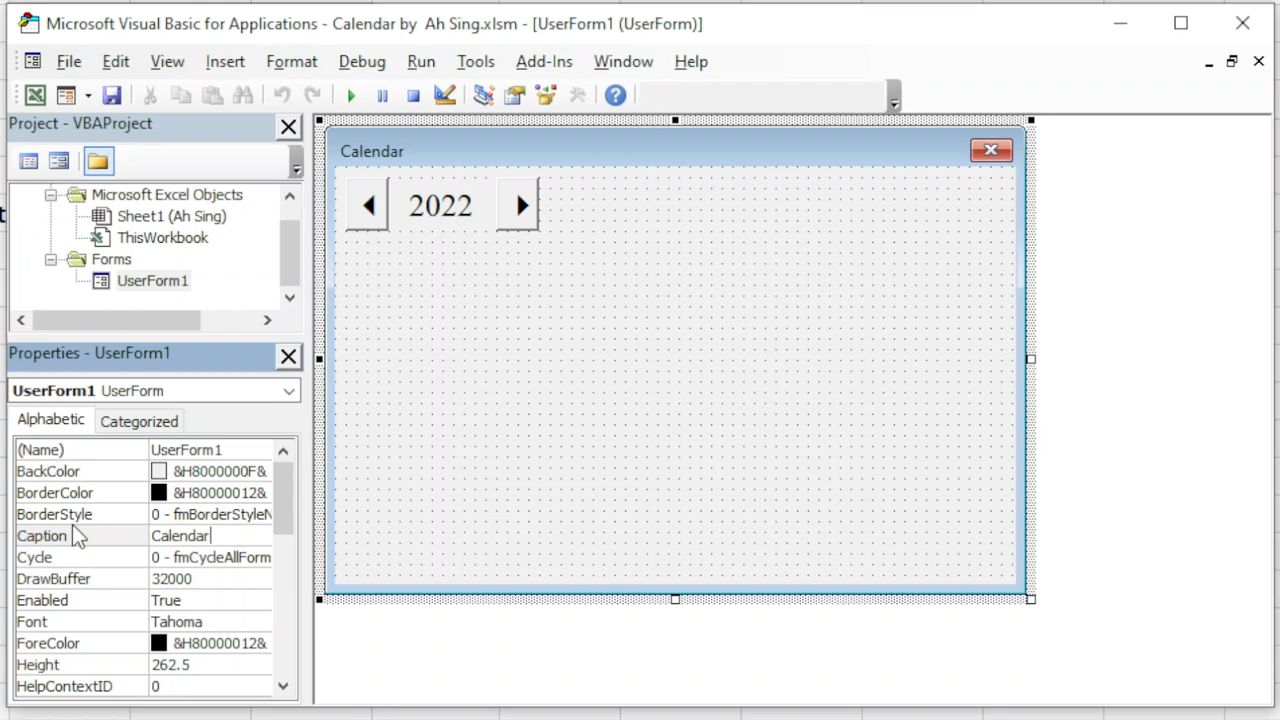 Microsoft Visual Basic for Applications - Calendar by Ah Sing.xlsm - [UserForm1 (UserForm)]
File Edit View Insert Format Debug Run Tools Add-Ins Window Help
Project - VBAProject
Microsoft Excel Objects
Sheet1 (Ah Sing)
ThisWorkbook
Forms
UserForm1
Properties - UserForm1
UserForm1 UserForm
Alphabetic Categorized
(Name) UserForm1
BackColor &H8000000F&
BorderColor &H80000012&
BorderStyle 0 - fmBorderStyleN
Caption Calendar
Cycle 0 - fmCycleAllForm
DrawBuffer 32000
Enabled True
Font Tahoma
ForeColor &H80000012&
Height 262.5
HelpContextID 0
Calendar
2022